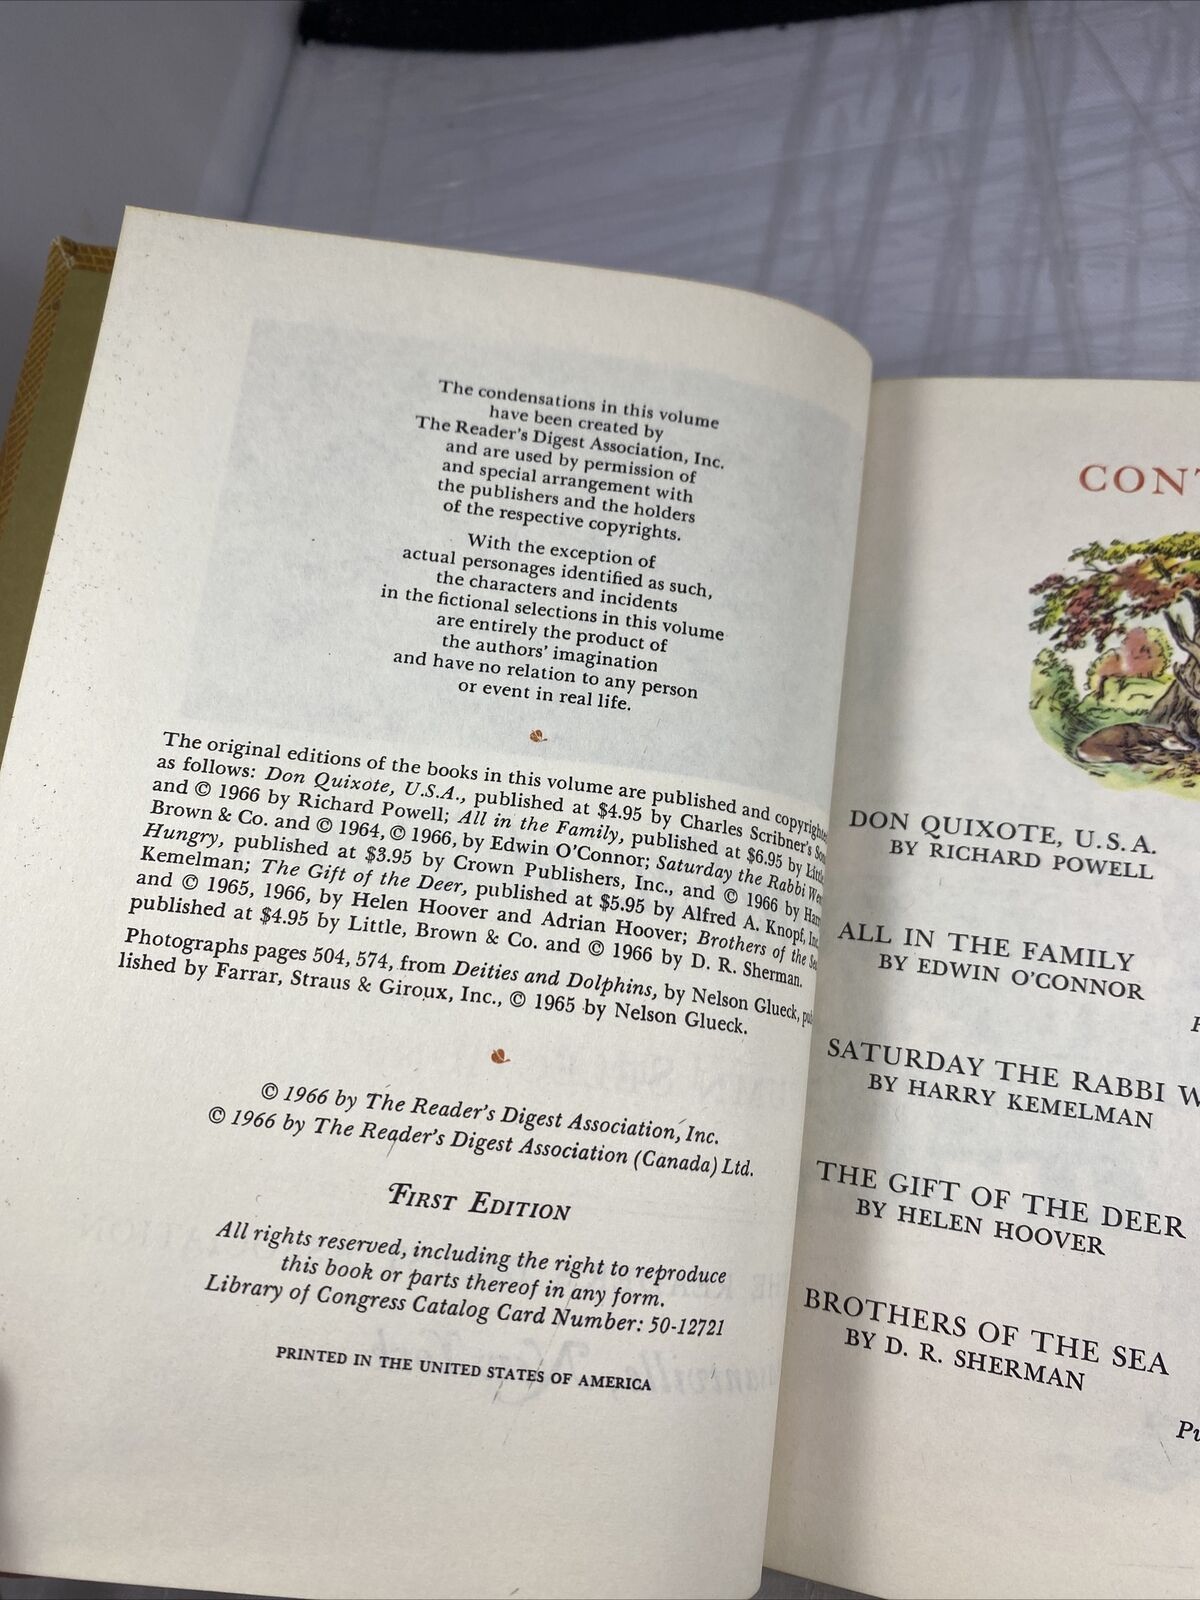 The condensations in this volume
have been created by
The Reader's Digest Association, Inc.
and are used by permission of
and special arrangement with
the publishers and the holders
of the respective copyrights.
With the exception of
actual personages identified as such,
the characters and incidents
in the fictional selections in this volume
are entirely the product of
the authors' imagination
and have no relation to any person
or event in real life.
The original editions of the books in this volume are published and
as follows: Don Quixote, U.S.A., published at $4.95 by Charles Scribner's
and © 1966 by Richard Powell; All in the Family, published at $6.95 by Little,
Brown & Co. and © 1964, © 1966, by Edwin O'Connor; Saturday the Rabbi
Hungry, published at $3.95 by Crown Publishers, Inc., and © 1966 by
Kemelman; The Gift of the Deer, published at $5.95 by Alfred A. Knopf,
and © 1965, 1966, by Helen Hoover and Adrian Hoover; Brothers of the
published at $4.95 by Little, Brown & Co. and © 1966 by D. R. Sherman.
Photographs pages 504, 574, from Deities and Dolphins, by Nelson Glueck,
lished by Farrar, Straus & Giroux, Inc., © 1965 by Nelson Glueck.
© 1966 by The Reader's Digest Association, Inc.
© 1966 by The Reader's Digest Association (Canada) Ltd.
FIRST EDITION
All rights reserved, including the right to reproduce
this book or parts thereof in any form.
Library of Congress Catalog Card Number: 50-12721
PRINTED IN THE UNITED STATES OF AMERICA
CONT
DON QUIXOTE, U.S.A.
BY RICHARD POWELL
ALL IN THE FAMILY
BY EDWIN O'CONNOR
SATURDAY THE RABBI W
BY HARRY KEMELMAN
THE GIFT OF THE DEER
BY HELEN HOOVER
BROTHERS OF THE SEA
BY D. R. SHERMAN